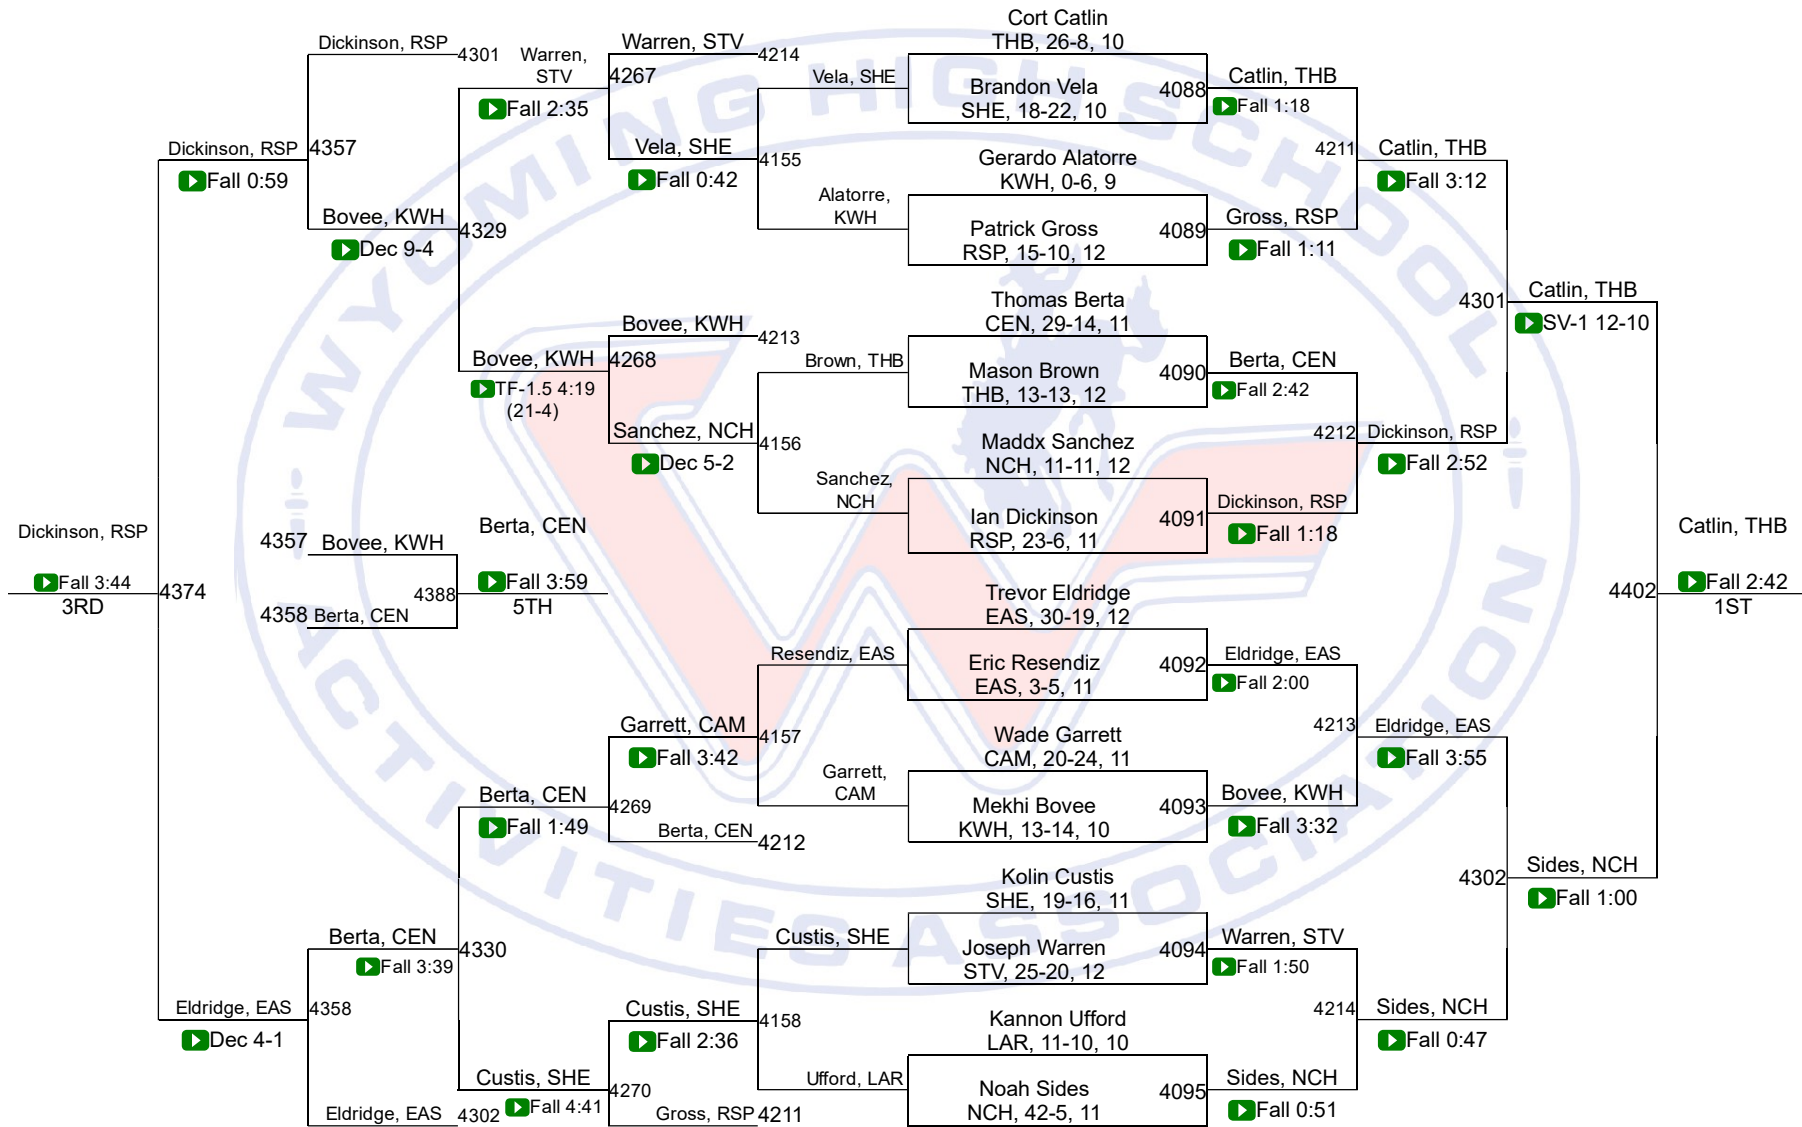 Cort Catlin
THB, 26-8, 10
Dickinson, RSP
4301
Warren,
STV
Warren, STV
4214
4267
Fall 2:35
Vela, SHE
Brandon Vela
SHE, 18-22, 10
4088
Catlin, THB
Fall 1:18
Dickinson, RSP
4357
Fall 0:59
Vela, SHE
4155
Fall 0:42
Gerardo Alatorre
KWH, 0-6, 9
4211
Catlin, THB
Fall 3:12
Alatorre,
KWH
Bovee, KWH
4329
Dec 9-4
Patrick Gross
RSP, 15-10, 12
4089
Gross, RSP
Fall 1:11
Thomas Berta
CEN, 29-14, 11
4301
Catlin, THB
SV-1 12-10
Bovee, KWH
4213
Bovee, KWH
4268
TF-1.5 4:19
(21-4)
Brown, THB
Mason Brown
THB, 13-13, 12
4090
Berta, CEN
Fall 2:42
Sanchez, NCH
4156
Dec 5-2
Maddx Sanchez
NCH, 11-11, 12
4212
Dickinson, RSP
Fall 2:52
Sanchez,
NCH
Ian Dickinson
RSP, 23-6, 11
4091
Dickinson, RSP
Fall 1:18
Dickinson, RSP
Fall 3:44
3RD
4374
4357
Bovee, KWH
4358
Berta, CEN
4388
Berta, CEN
Fall 3:59
5TH
Catlin, THB
4402
Fall 2:42
1ST
Trevor Eldridge
EAS, 30-19, 12
Resendiz, EAS
Eric Resendiz
EAS, 3-5, 11
4092
Eldridge, EAS
Fall 2:00
Garrett, CAM
4157
Fall 3:42
Wade Garrett
CAM, 20-24, 11
4213
Eldridge, EAS
Fall 3:55
Garrett,
CAM
Berta, CEN
4269
Fall 1:49
Mekhi Bovee
KWH, 13-14, 10
4093
Bovee, KWH
Fall 3:32
Berta, CEN
4212
Kolin Custis
SHE, 19-16, 11
4302
Sides, NCH
Fall 1:00
Berta, CEN
4330
Fall 3:39
Custis, SHE
Joseph Warren
STV, 25-20, 12
4094
Warren, STV
Fall 1:50
Eldridge, EAS
4358
Dec 4-1
Custis, SHE
4158
Fall 2:36
Kannon Ufford
LAR, 11-10, 10
4214
Sides, NCH
Fall 0:47
Custis, SHE
4270
Fall 4:41
Ufford, LAR
Noah Sides
NCH, 42-5, 11
4095
Sides, NCH
Fall 0:51
Eldridge, EAS
4302
Gross, RSP
4211
WYOMING HIGH SCHOOL
ACTIVITIES ASSOCIATION